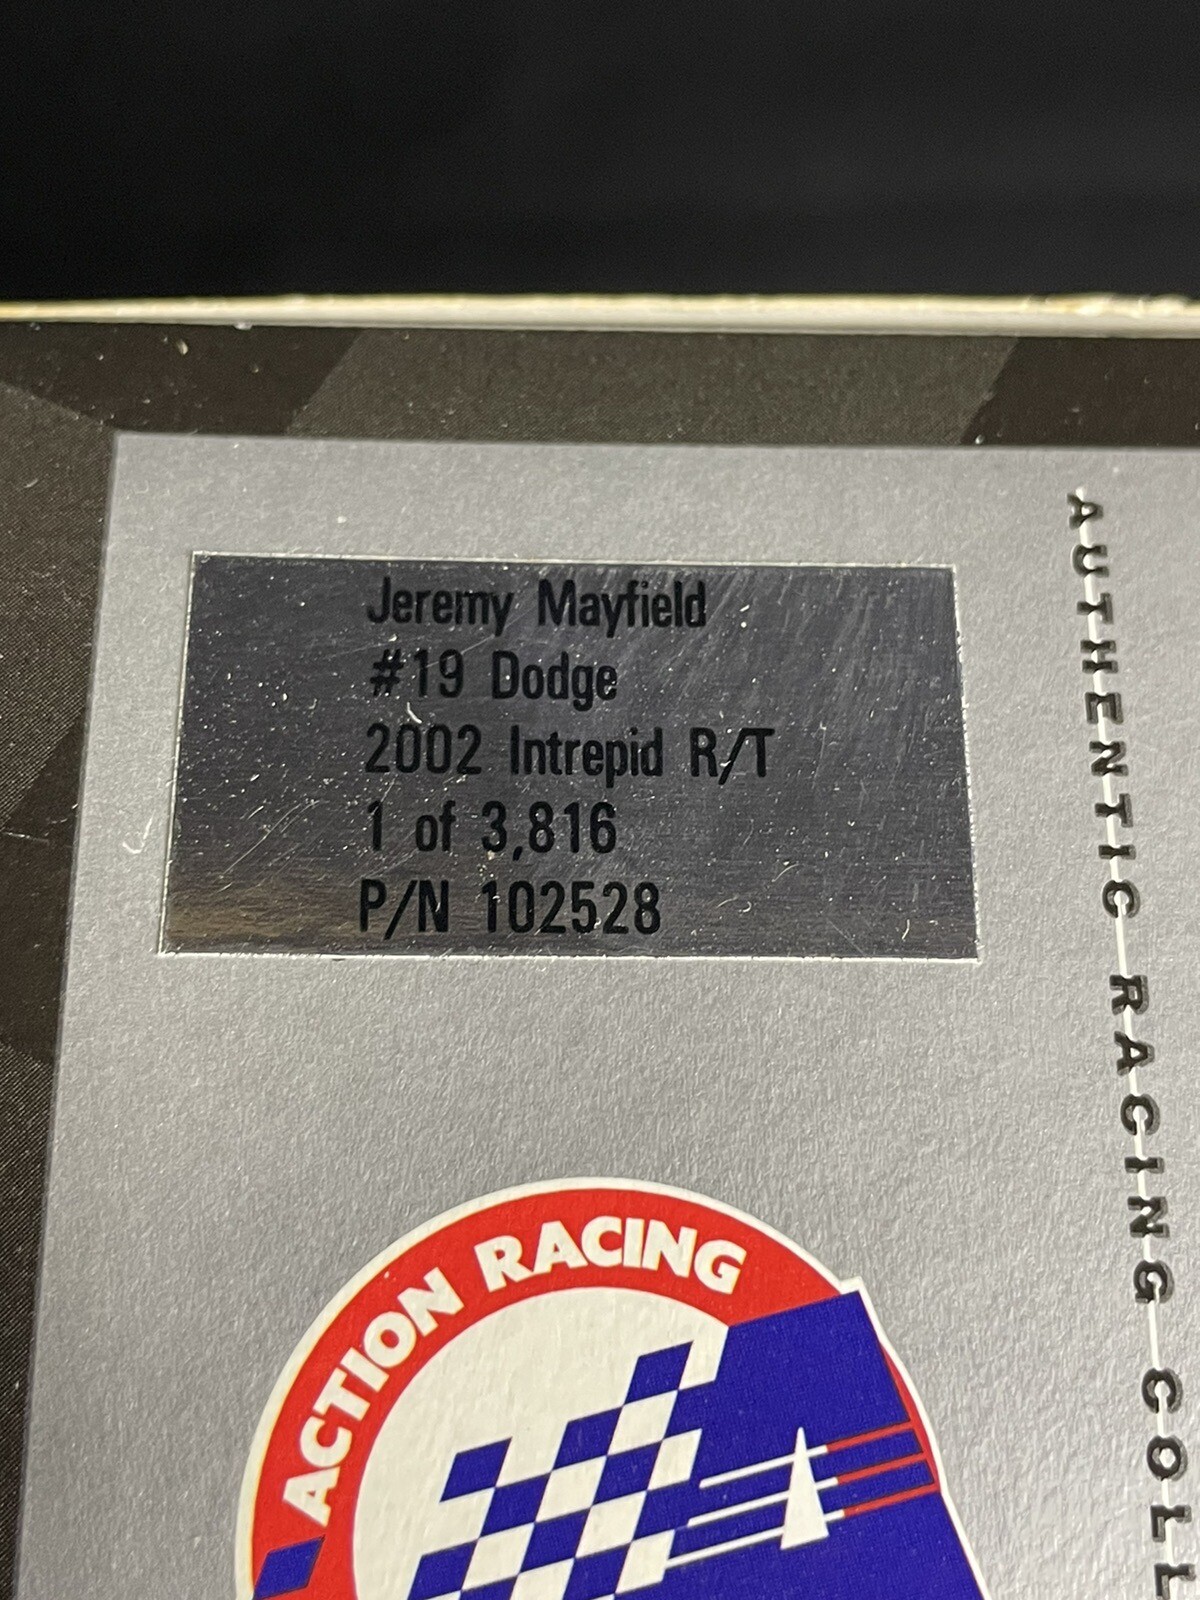 Jeremy Mayfield
#19 Dodge
2002 Intrepid R/T
1 of 3,816
P/N 102528
AUTHENTIC RACING COLL
ACTION RACING